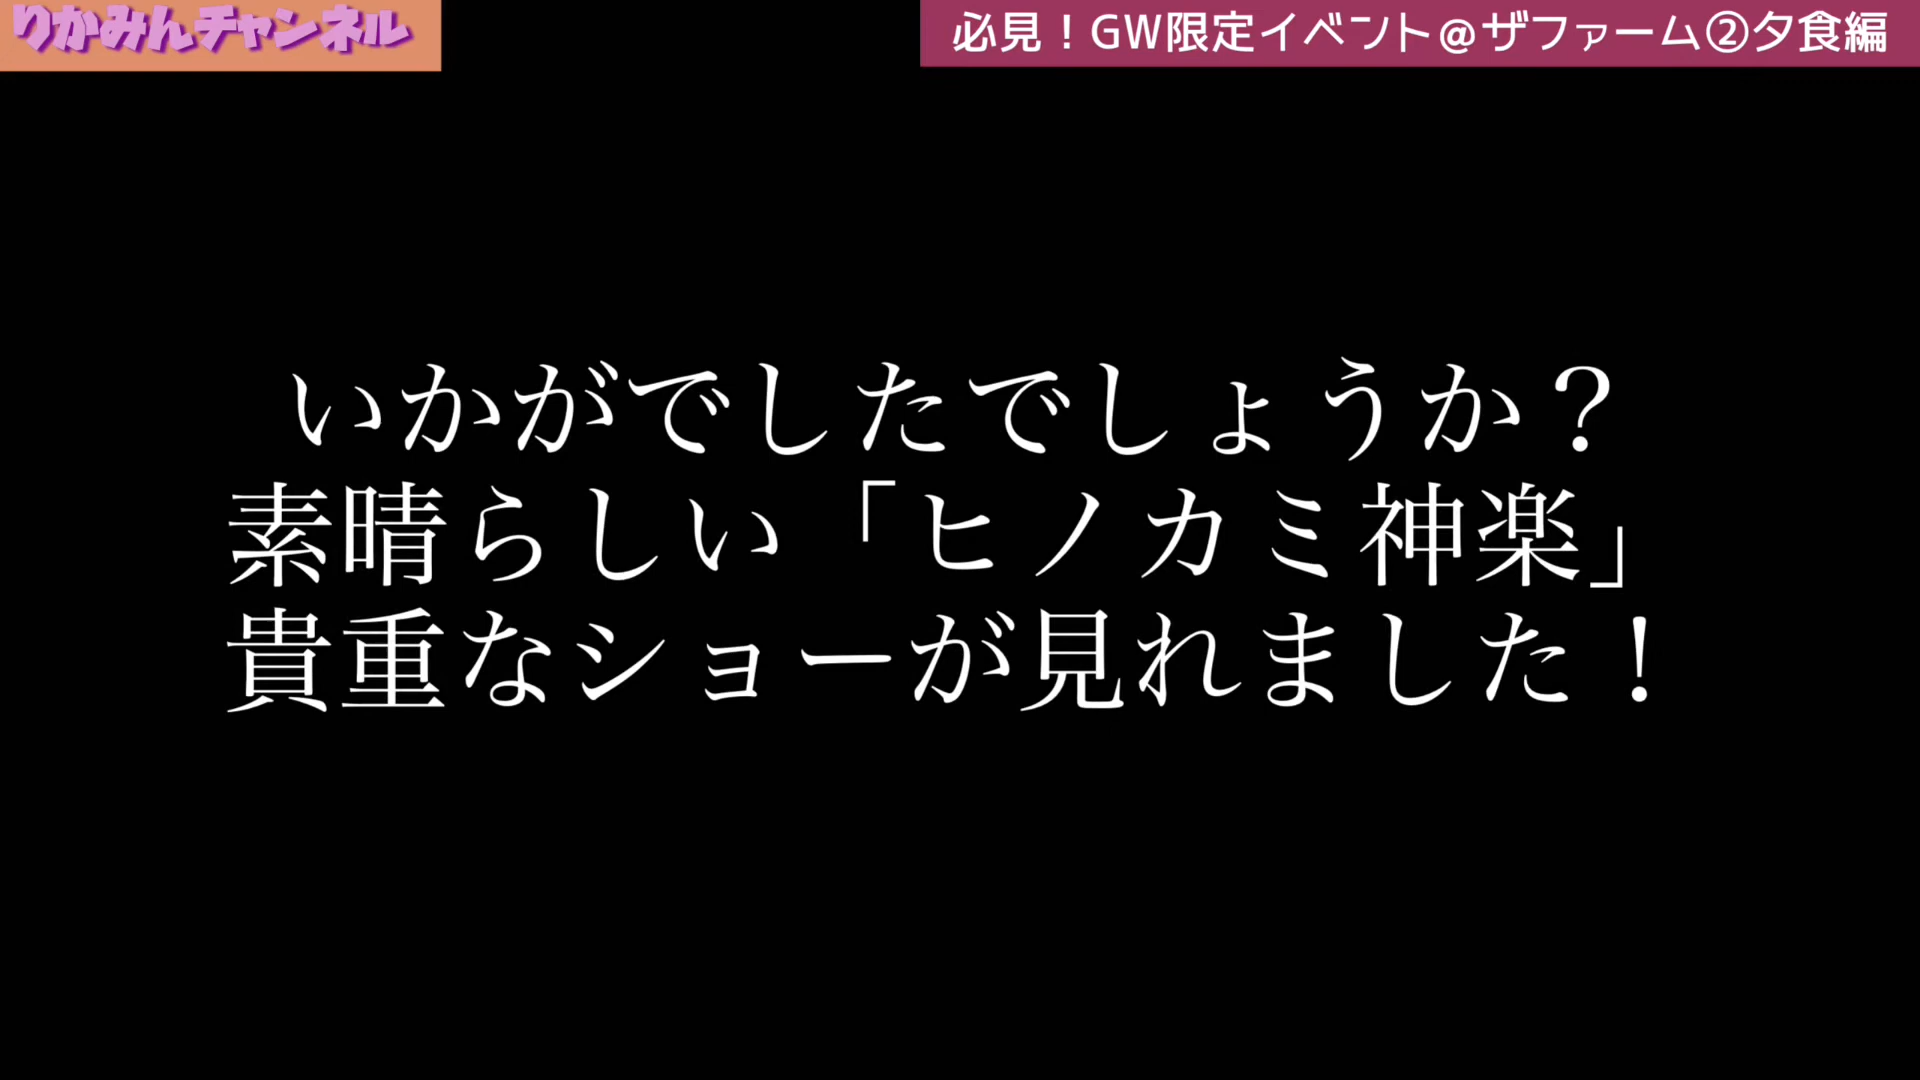 りかみんチャンネル
必見！GW限定イベント@ザファーム②夕食編
いかがでしたでしょうか？
素晴らしい「ヒノカミ神楽」
貴重なショーが見れました！